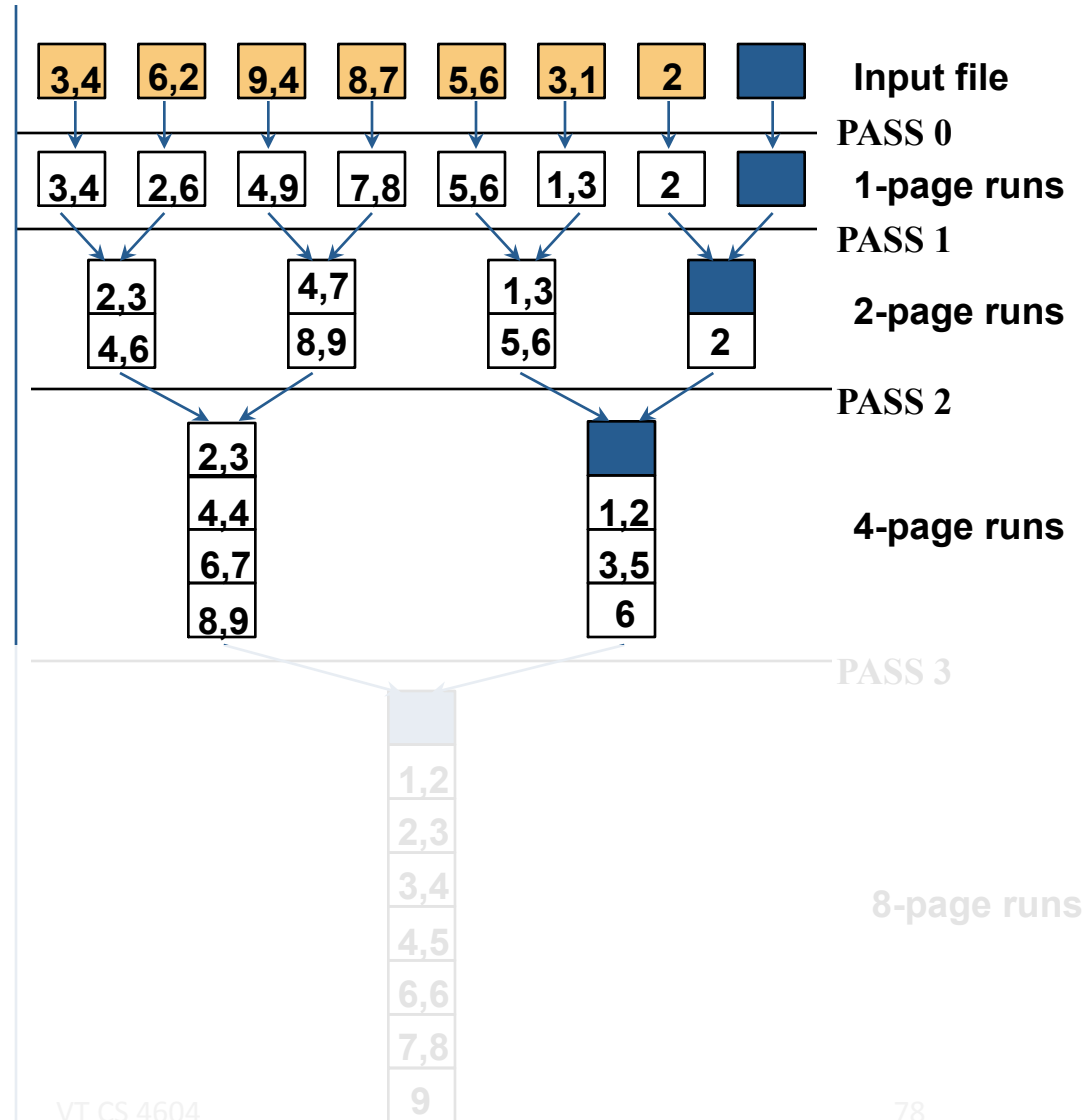 3,4 6,2 9,4 8,7 5,6 3,1 2 Input file
PASS 0
3,4 2,6 4,9 7,8 5,6 1,3 2 1-page runs
PASS 1
2,3 4,7 1,3
2-page runs
4,6 8,9 5,6 2
PASS 2
2,3
4,4 1,2
4-page runs
6,7 3,5
8,9 6
PASS 3
1,2
2,3
3,4
8-page runs
4,5
6,6
7,8
9
VT CS 4604 78